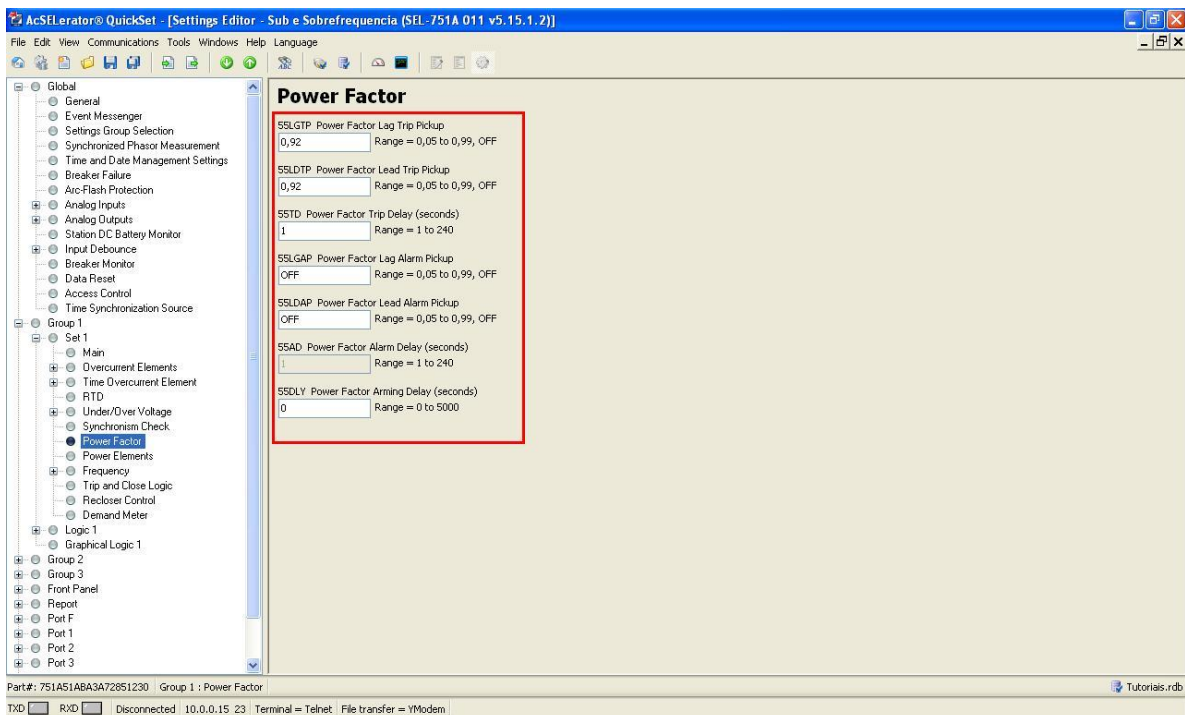 AcSELerator® QuickSet - [Settings Editor - Sub e Sobrefrequencia (SEL-751A 011 v5.15.1.2)]
File Edit View Communications Tools Windows Help Language
Global
General
Event Messenger
Settings Group Selection
Synchronized Phasor Measurement
Time and Date Management Settings
Breaker Failure
Arc-Flash Protection
Analog Inputs
Analog Outputs
Station DC Battery Monitor
Input Debounce
Breaker Monitor
Data Reset
Access Control
Time Synchronization Source
Group 1
Set 1
Main
Overcurrent Elements
Time Overcurrent Element
RTD
Under/Over Voltage
Synchronism Check
Power Factor
Power Elements
Frequency
Trip and Close Logic
Recloser Control
Demand Meter
Logic 1
Graphical Logic 1
Group 2
Group 3
Front Panel
Report
Port F
Port 1
Port 2
Port 3
Power Factor
55LGTP Power Factor Lag Trip Pickup
0,92 Range = 0,05 to 0,99, OFF
55LDTP Power Factor Lead Trip Pickup
0,92 Range = 0,05 to 0,99, OFF
55TD Power Factor Trip Delay (seconds)
1 Range = 1 to 240
55LGAP Power Factor Lag Alarm Pickup
OFF Range = 0,05 to 0,99, OFF
55LDAP Power Factor Lead Alarm Pickup
OFF Range = 0,05 to 0,99, OFF
55AD Power Factor Alarm Delay (seconds)
1 Range = 1 to 240
55DLY Power Factor Arming Delay (seconds)
0 Range = 0 to 5000
Part#: 751A51ABA3A72851230 Group 1 : Power Factor Tutoriais.rdb
TXD RXD Disconnected 10.0.0.15 23 Terminal = Telnet File transfer = YModem